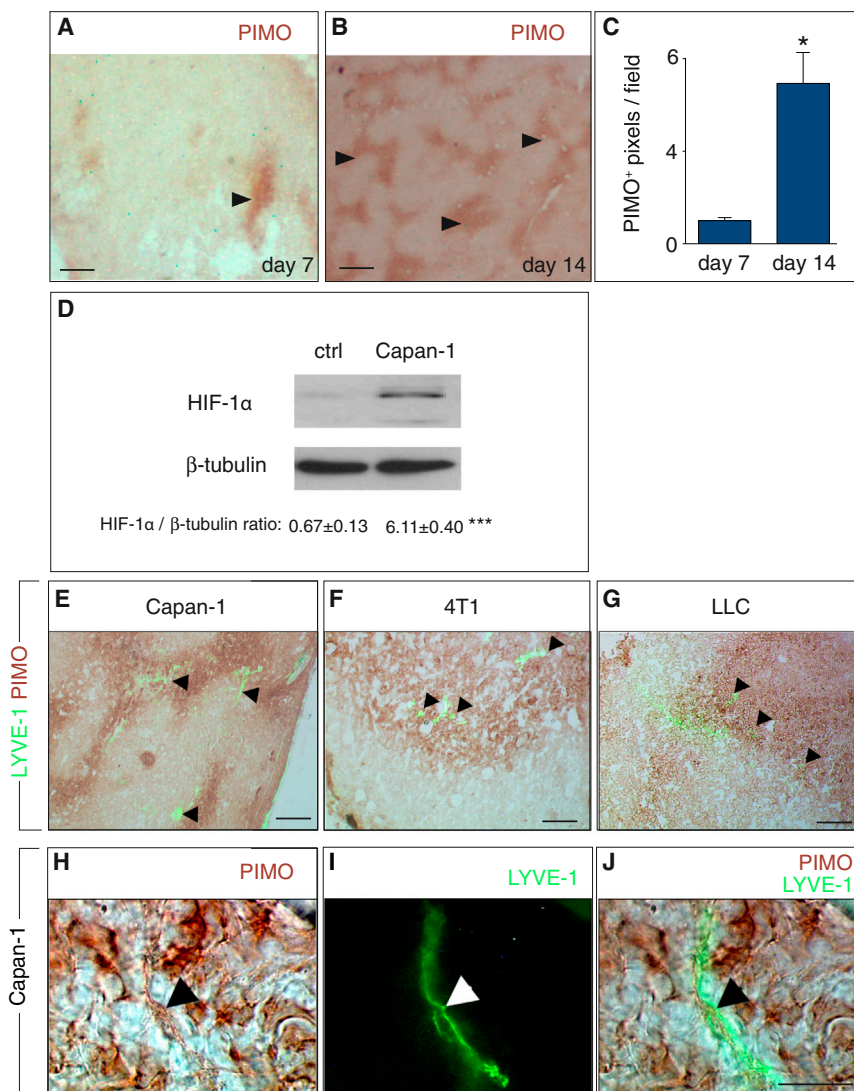 A PIMO
day 7
B PIMO
day 14
C
*
PIMO+ pixels / field
6
4
0
day 7 day 14
D
ctrl Capan-1
HIF-1α
β-tubulin
HIF-1α / β-tubulin ratio: 0.67±0.13 6.11±0.40 ***
LYVE-1 PIMO
E Capan-1
F 4T1
G LLC
Capan-1
H PIMO
I LYVE-1
J PIMO
LYVE-1